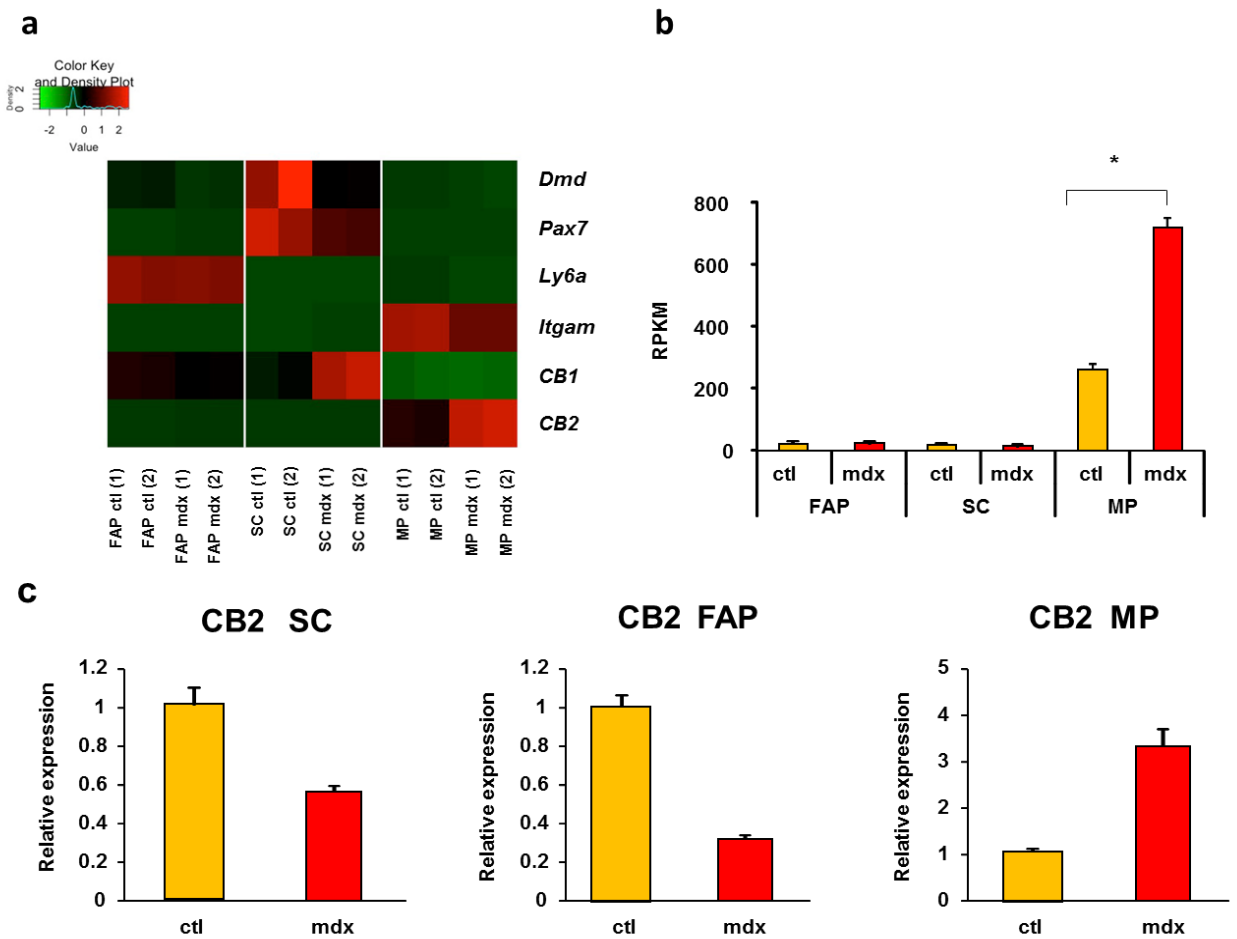 a
Color Key
and Density Plot
Density
0 2
-2 0 1 2
Value
Dmd
Pax7
Ly6a
Itgam
CB1
CB2
FAP ctl (1)
FAP ctl (2)
FAP mdx (1)
FAP mdx (2)
SC ctl (1)
SC ctl (2)
SC mdx (1)
SC mdx (2)
MP ctl (1)
MP ctl (2)
MP mdx (1)
MP mdx (2)
b
*
RPKM
800
600
400
200
0
ctl mdx ctl mdx ctl mdx
FAP SC MP
c
CB2 SC
Relative expression
1.2
1
0.8
0.6
0.4
0.2
0
ctl mdx
CB2 FAP
Relative expression
1.2
1
0.8
0.6
0.4
0.2
0
ctl mdx
CB2 MP
Relative expression
5
4
3
2
1
0
ctl mdx